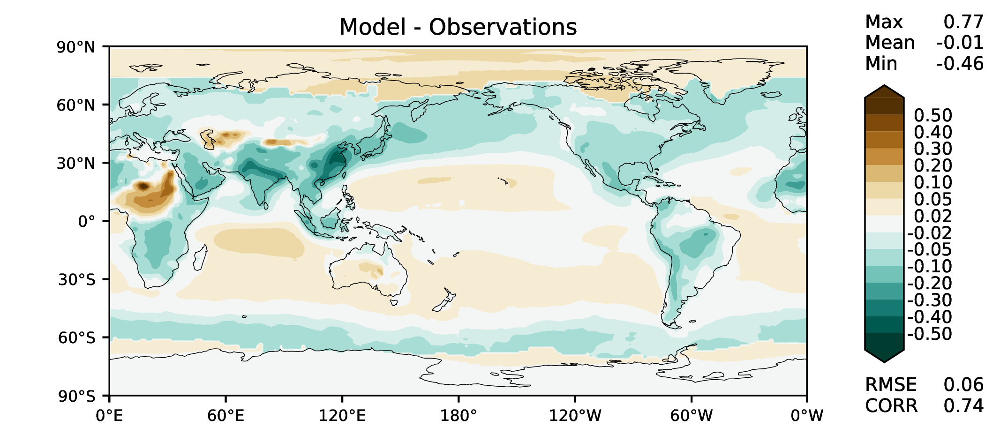 Model - Observations
Max 0.77
Mean -0.01
Min -0.46
90°N
60°N
30°N
0°
30°S
60°S
90°S
0°E 60°E 120°E 180° 120°W 60°W 0°W
0.50
0.40
0.30
0.20
0.10
0.05
0.02
-0.02
-0.05
-0.10
-0.20
-0.30
-0.40
-0.50
RMSE 0.06
CORR 0.74